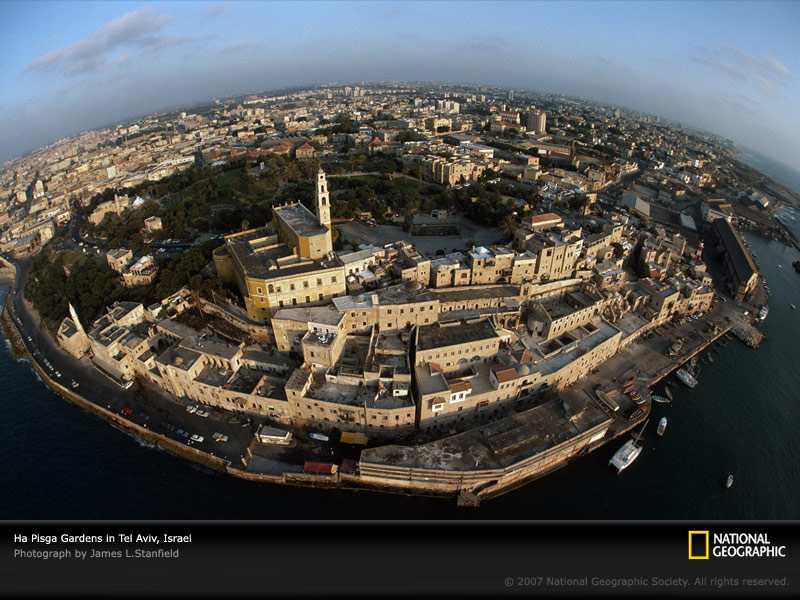 Ha Pisga Gardens in Tel Aviv, Israel
Photograph by James L.Stanfield
NATIONAL
GEOGRAPHIC
© 2007 National Geographic Society. All rights reserved.